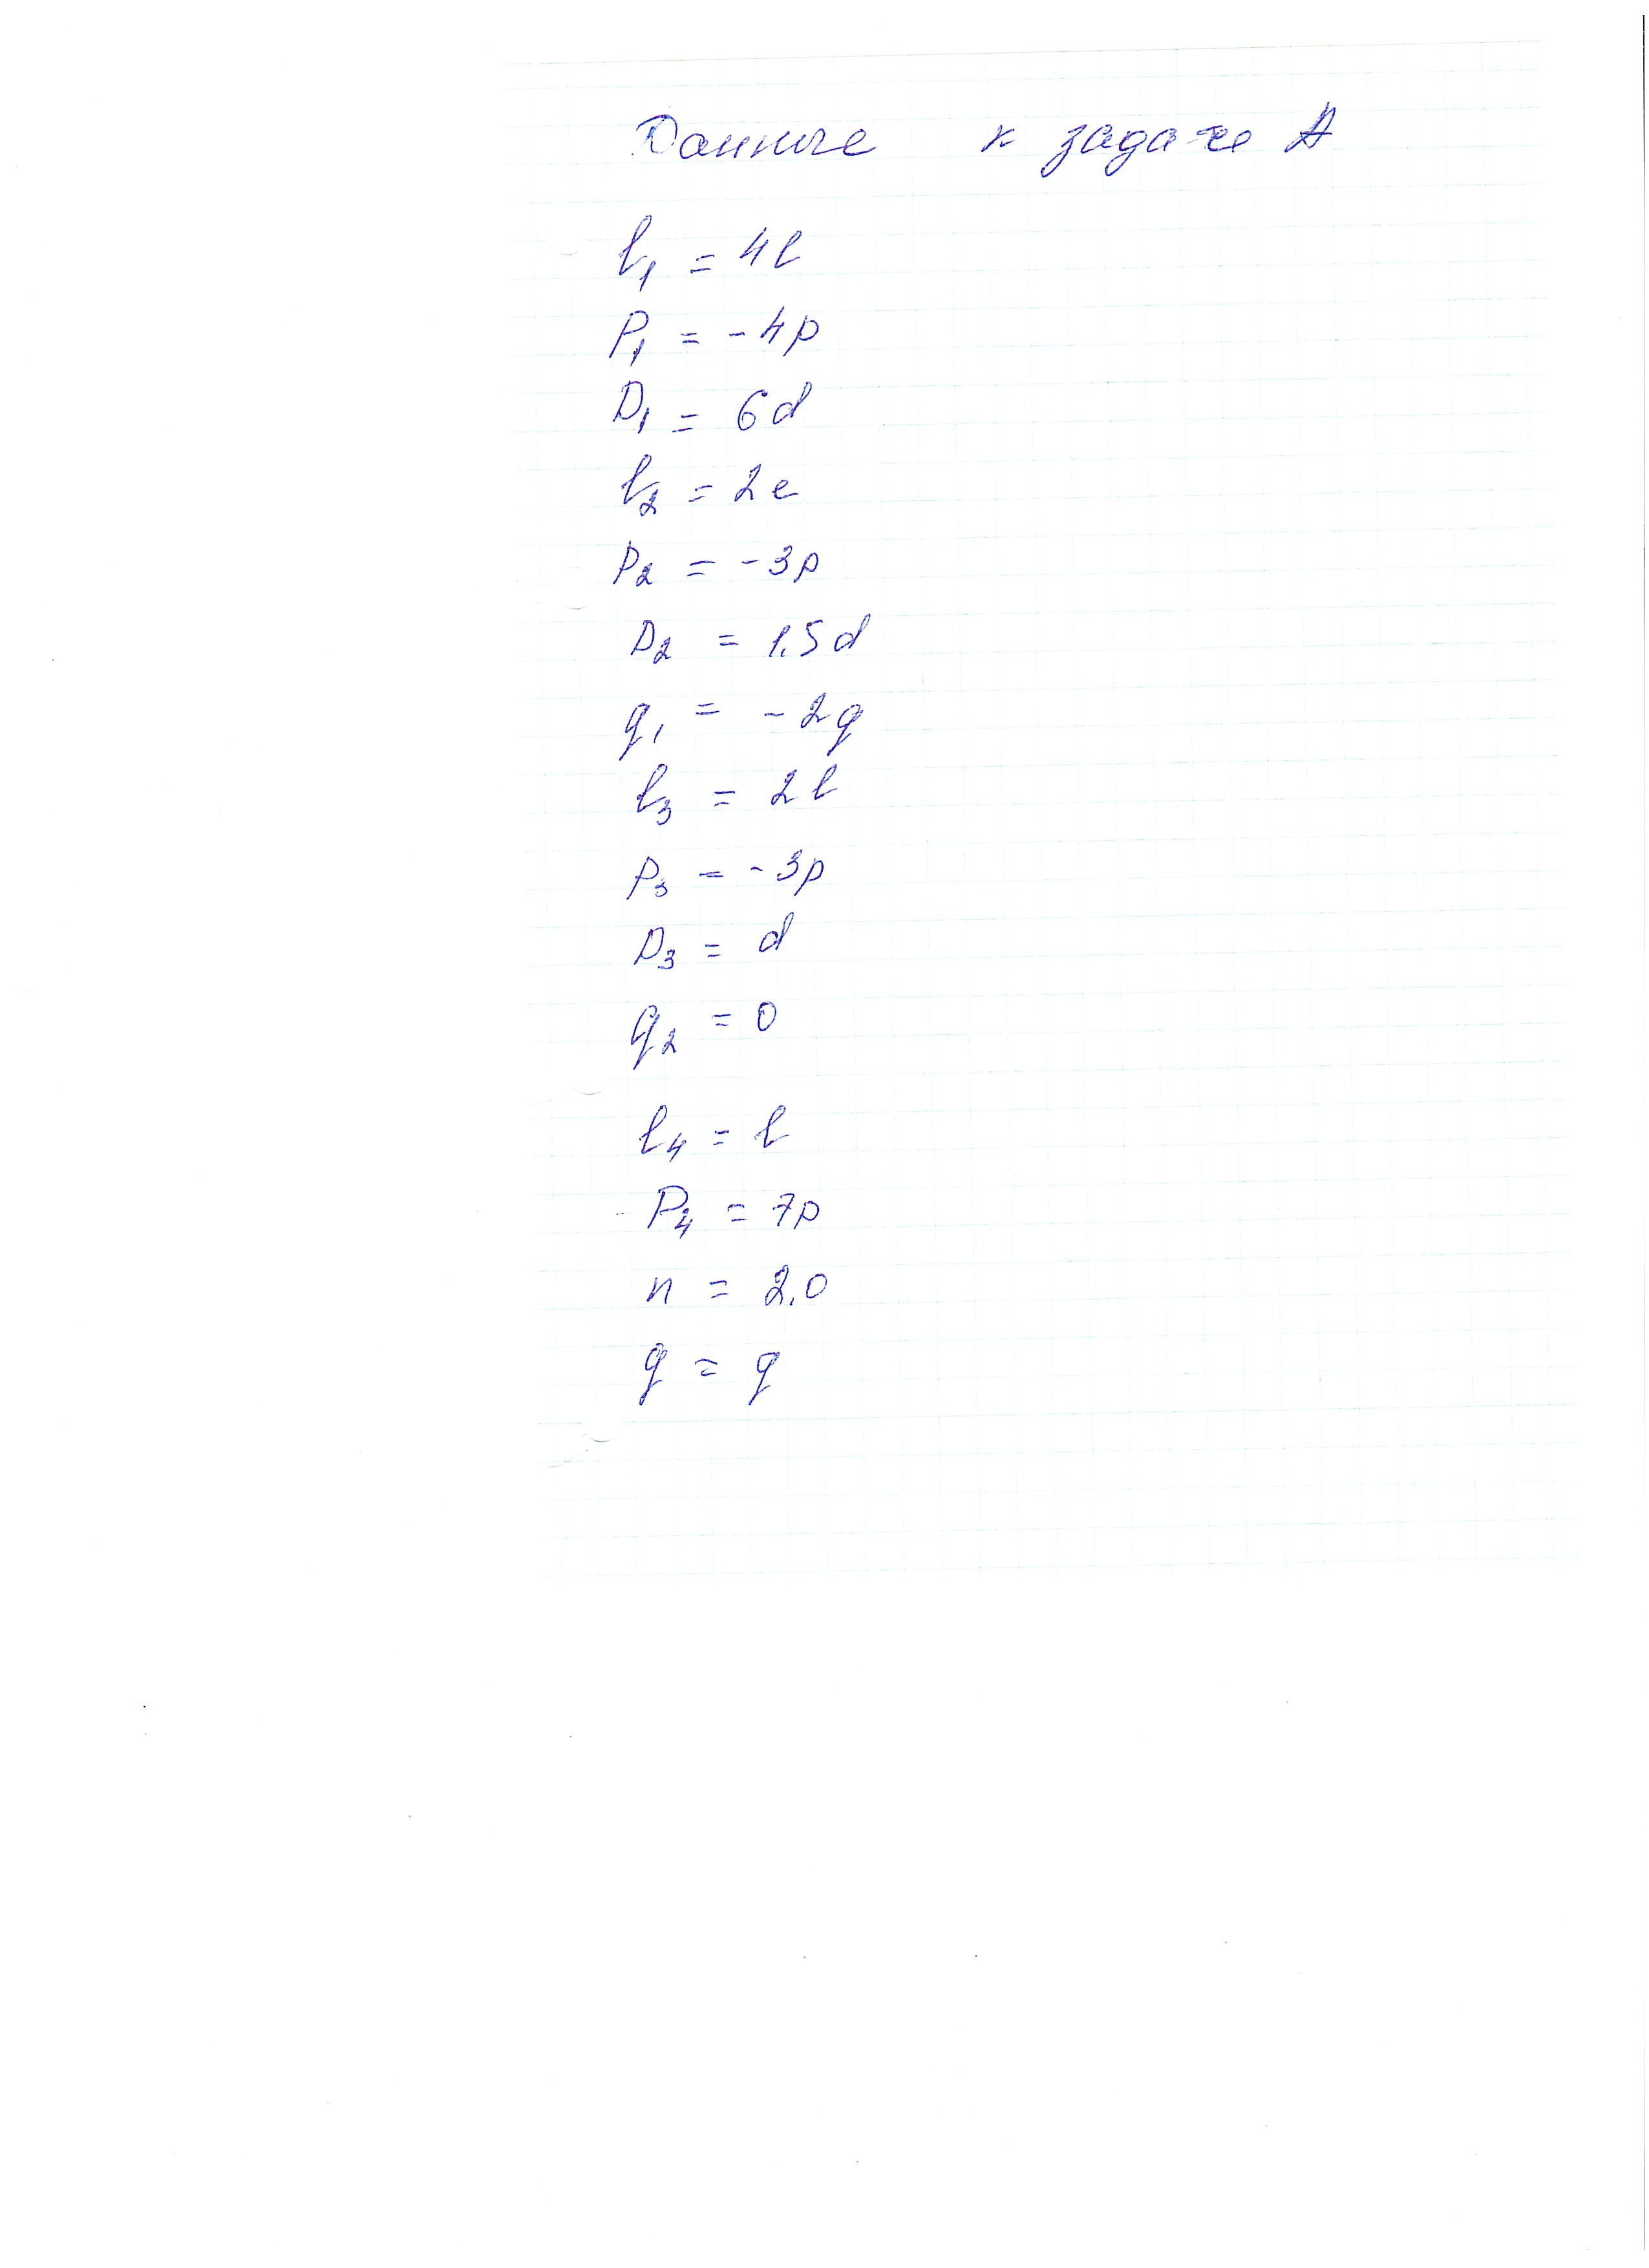 Данные к задаче А
l₁ = 4l
P₁ = -4p
D₁ = 6d
l₂ = 2l
P₂ = -3p
D₂ = 1.5d
q₁ = -2q
l₃ = 2l
P₃ = -3p
D₃ = d
q₂ = 0
l₄ = l
P₄ = 7p
n = 2.0
q = q